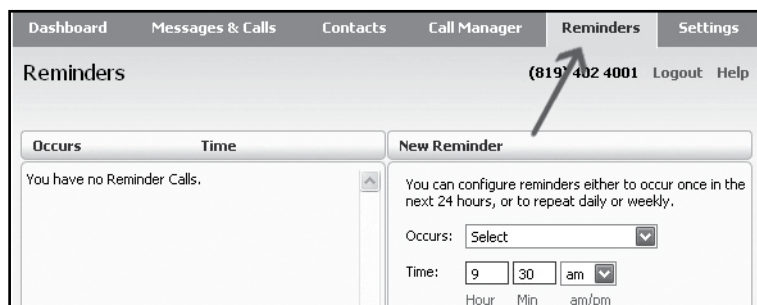 Dashboard Messages & Calls Contacts Call Manager Reminders Settings
Reminders (819) 402 4001 Logout Help
Occurs Time
You have no Reminder Calls.
New Reminder
You can configure reminders either to occur once in the
next 24 hours, or to repeat daily or weekly.
Occurs: Select
Time: 9 30 am
Hour Min am/pm